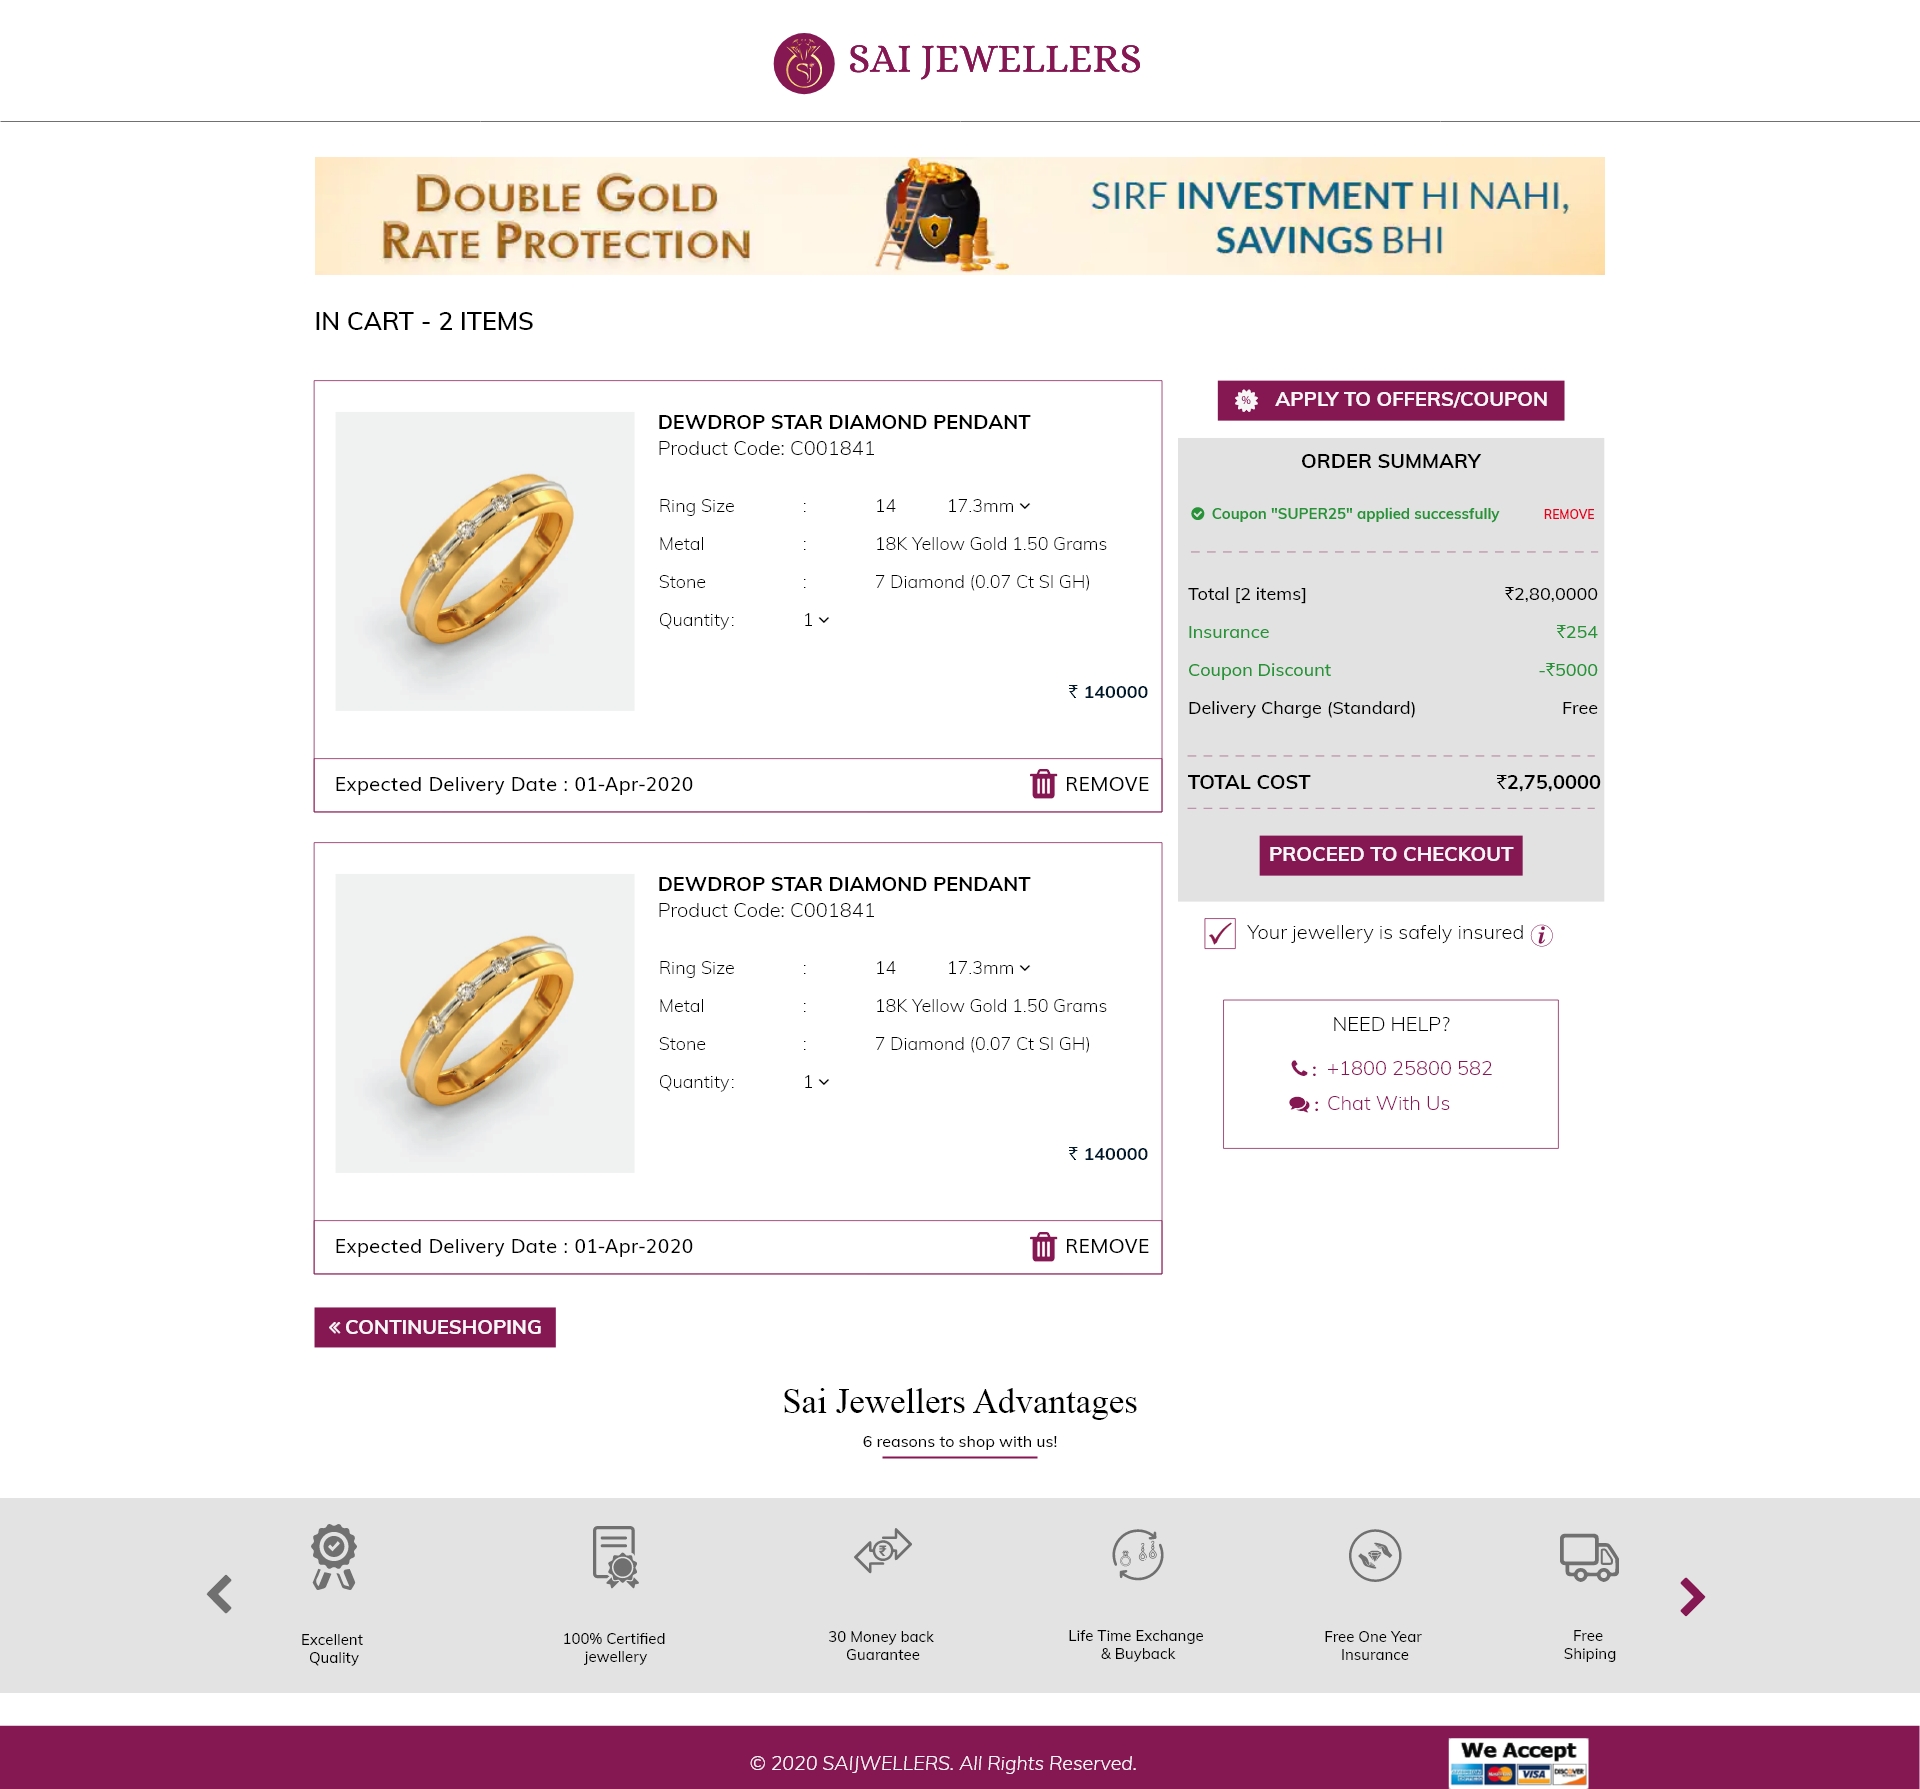 SAI JEWELLERS
DOUBLE GOLD
RATE PROTECTION
SIRF INVESTMENT HI NAHI,
SAVINGS BHI
IN CART - 2 ITEMS
DEWDROP STAR DIAMOND PENDANT
Product Code: C001841
Ring Size : 14 17.3mm
Metal : 18K Yellow Gold 1.50 Grams
Stone : 7 Diamond (0.07 Ct SI GH)
Quantity: 1
₹ 140000
Expected Delivery Date : 01-Apr-2020
REMOVE
DEWDROP STAR DIAMOND PENDANT
Product Code: C001841
Ring Size : 14 17.3mm
Metal : 18K Yellow Gold 1.50 Grams
Stone : 7 Diamond (0.07 Ct SI GH)
Quantity: 1
₹ 140000
Expected Delivery Date : 01-Apr-2020
REMOVE
« CONTINUESHOPING
% APPLY TO OFFERS/COUPON
ORDER SUMMARY
Coupon "SUPER25" applied successfully REMOVE
Total [2 items] ₹2,80,0000
Insurance ₹254
Coupon Discount -₹5000
Delivery Charge (Standard) Free
TOTAL COST ₹2,75,0000
PROCEED TO CHECKOUT
Your jewellery is safely insured i
NEED HELP?
: +1800 25800 582
: Chat With Us
Sai Jewellers Advantages
6 reasons to shop with us!
Excellent
Quality
100% Certified
jewellery
₹
30 Money back
Guarantee
Life Time Exchange
& Buyback
Free One Year
Insurance
Free
Shiping
© 2020 SAIJWELLERS. All Rights Reserved.
We Accept
MasterCard VISA DISCOVER